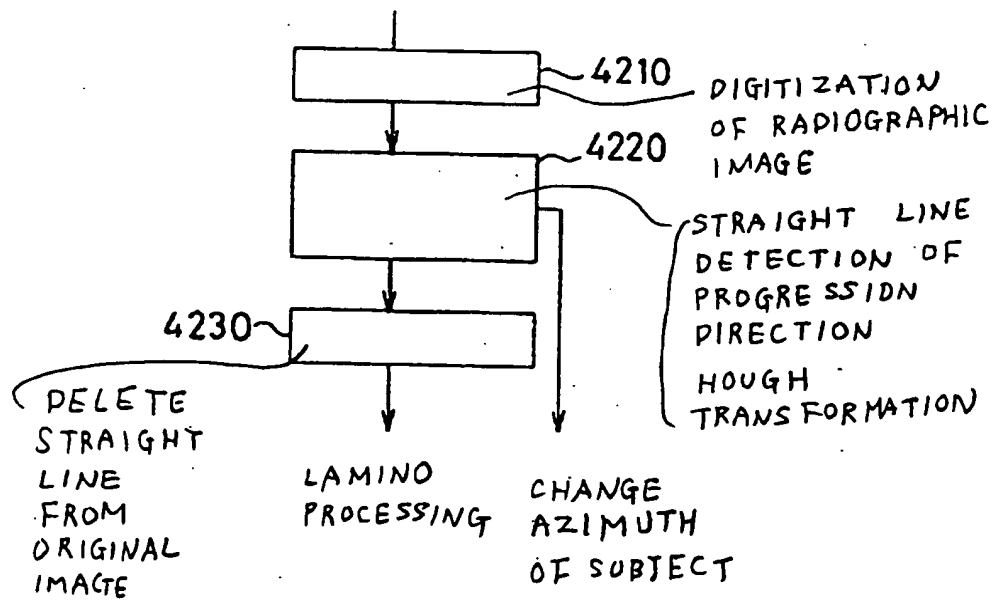 4210
DIGITIZATION
OF RADIOGRAPHIC
IMAGE
4220
STRAIGHT LINE
DETECTION OF
PROGRESSION
DIRECTION
HOUGH
TRANSFORMATION
4230
DELETE
STRAIGHT
LINE
FROM
ORIGINAL
IMAGE
LAMINO
PROCESSING
CHANGE
AZIMUTH
OF SUBJECT